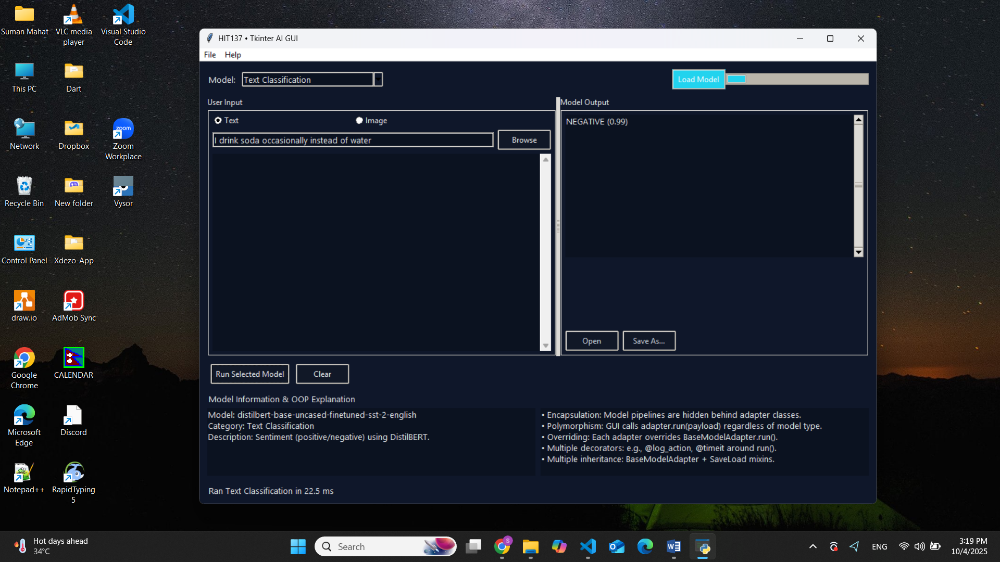 Suman Mahat
VLC media player
Visual Studio Code
This PC
Dart
Network
Dropbox
zoom
Zoom Workplace
Recycle Bin
New folder
Vysor
Control Panel
Xdezo-App
draw.io
AdMob Sync
Google Chrome
CALENDAR
Microsoft Edge
Discord
Notepad++
RapidTyping 5
HIT137 • Tkinter AI GUI
File Help
Model: Text Classification
Load Model
User Input
Text
Image
I drink soda occasionally instead of water
Browse
Model Output
NEGATIVE (0.99)
Open
Save As...
Run Selected Model
Clear
Model Information & OOP Explanation
Model: distilbert-base-uncased-finetuned-sst-2-english
Category: Text Classification
Description: Sentiment (positive/negative) using DistilBERT.
• Encapsulation: Model pipelines are hidden behind adapter classes.
• Polymorphism: GUI calls adapter.run(payload) regardless of model type.
• Overriding: Each adapter overrides BaseModelAdapter.run().
• Multiple decorators: e.g., @log_action, @timeit around run().
• Multiple inheritance: BaseModelAdapter + SaveLoad mixins.
Ran Text Classification in 22.5 ms
Hot days ahead
34°C
Search
S
ENG
3:19 PM
10/4/2025